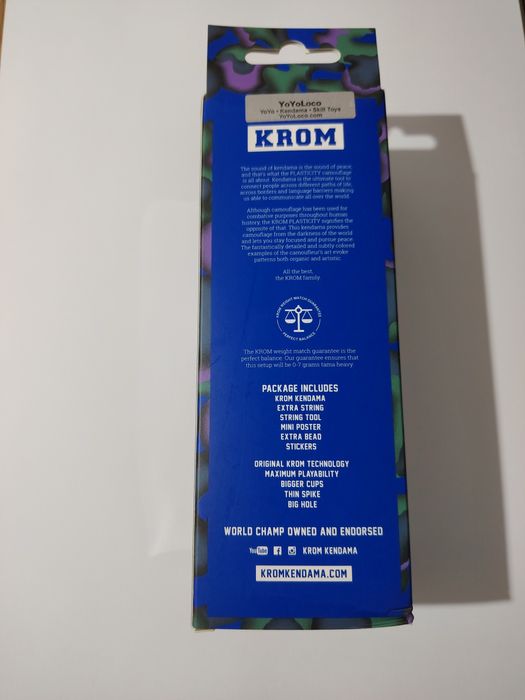 YoYoLoco
YoYo • Kendama • Skill Toys
YoYoLoco.com
KROM
The sound of kendama is the sound of peace,
and that's what the PLASTICITY camouflage
is all about. Kendama is the ultimate tool to
connect people across different paths of life,
across borders and language barriers making
us able to communicate all over the world.
Although camouflage has been used for
combative purposes throughout human
history, the KROM PLASTICITY signifies the
opposite of that. This kendama provides
camouflage from the darkness of the world
and lets you stay focused and pursue peace.
The fantastically detailed and subtly colored
examples of the camoufleur's art evoke
patterns both organic and artistic.
All the best,
the KROM family
KROM WEIGHT MATCH GUARANTEE
PERFECT BALANCE
The KROM weight match guarantee is the
perfect balance. Our guarantee ensures that
this setup will be 0-7 grams tama heavy.
PACKAGE INCLUDES
KROM KENDAMA
EXTRA STRING
STRING TOOL
MINI POSTER
EXTRA BEAD
STICKERS
ORIGINAL KROM TECHNOLOGY
MAXIMUM PLAYABILITY
BIGGER CUPS
THIN SPIKE
BIG HOLE
WORLD CHAMP OWNED AND ENDORSED
YouTube f KROM KENDAMA
KROMKENDAMA.COM